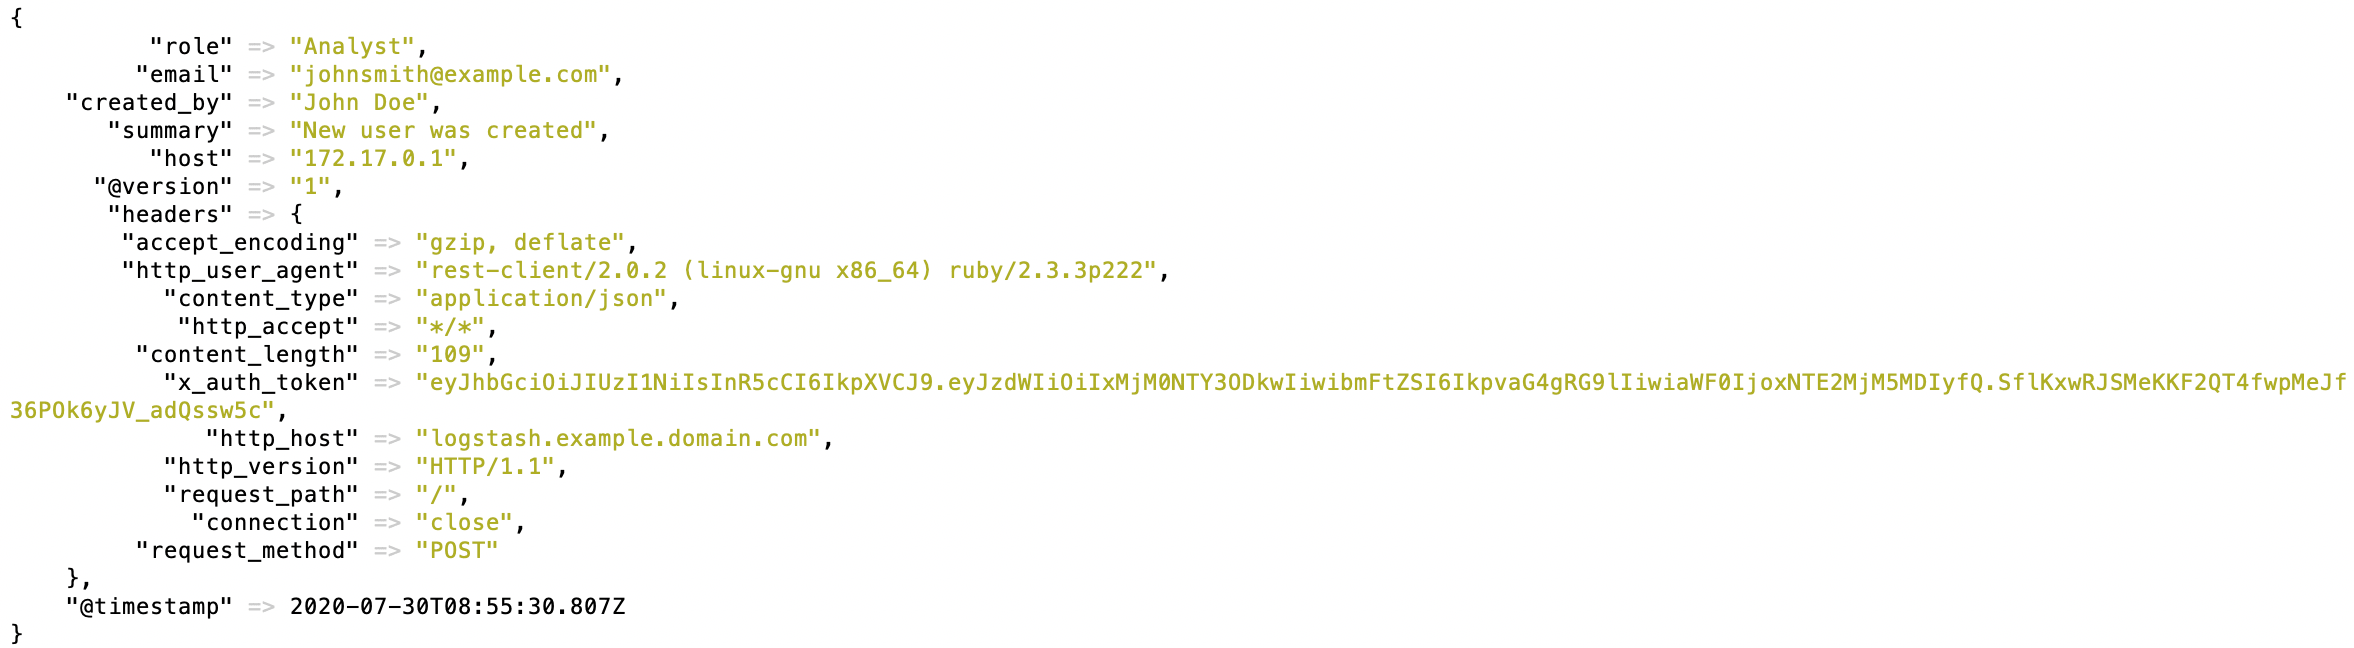 {
"role" => "Analyst",
"email" => "johnsmith@example.com",
"created_by" => "John Doe",
"summary" => "New user was created",
"host" => "172.17.0.1",
"@version" => "1",
"headers" => {
"accept_encoding" => "gzip, deflate",
"http_user_agent" => "rest-client/2.0.2 (linux-gnu x86_64) ruby/2.3.3p222",
"content_type" => "application/json",
"http_accept" => "*/*",
"content_length" => "109",
"x_auth_token" => "eyJhbGciOiJIUzI1NiIsInR5cCI6IkpXVCJ9.eyJzdWIiOiIxMjM0NTY3ODkwIiwibmFtZSI6IkpvaG4gRG9lIiwiaWF0IjoxNTE2MjM5MDIyfQ.SflKxwRJSMeKKF2QT4fwpMeJf
36POk6yJV_adQssw5c",
"http_host" => "logstash.example.domain.com",
"http_version" => "HTTP/1.1",
"request_path" => "/",
"connection" => "close",
"request_method" => "POST"
},
"@timestamp" => 2020-07-30T08:55:30.807Z
}